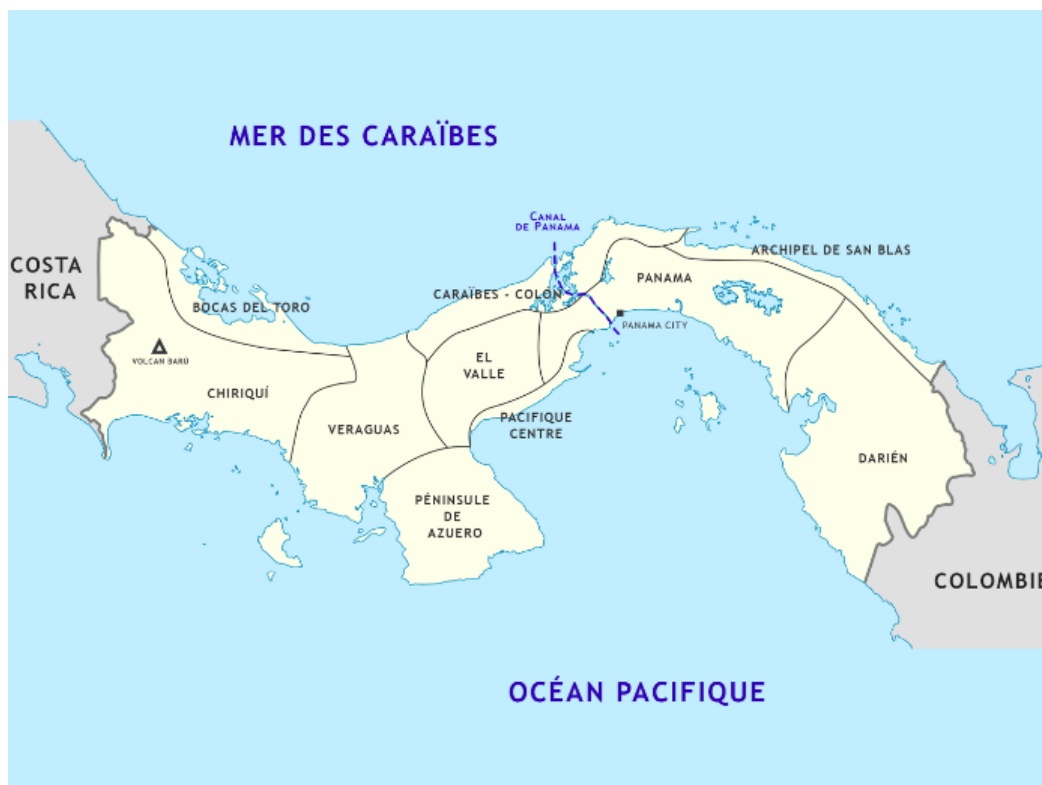 MER DES CARAÏBES
CANAL
DE PANAMA
COSTA
RICA
ARCHIPEL DE SAN BLAS
PANAMA
CARAÏBES - COLÓN
BOCAS DEL TORO
PANAMA CITY
VOLCAN BARÚ
EL
VALLE
CHIRIQUÍ
VERAGUAS
PACIFIQUE
CENTRE
DARIÉN
PÉNINSULE
DE
AZUERO
COLOMBIE
OCÉAN PACIFIQUE